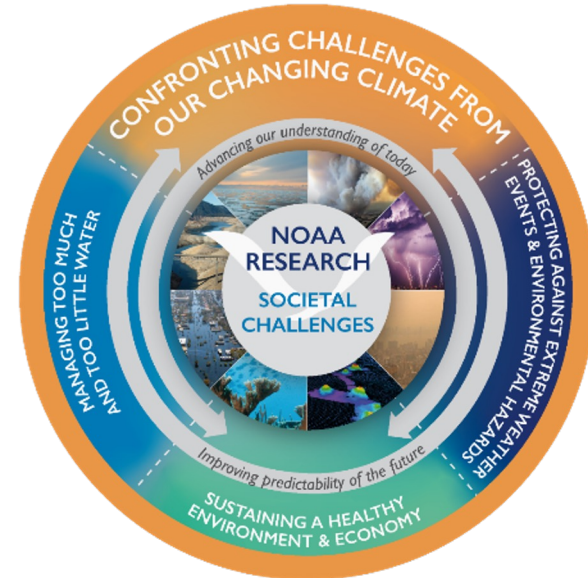 CONFRONTING CHALLENGES FROM
OUR CHANGING CLIMATE
Advancing our understanding of today
PROTECTING AGAINST EXTREME WEATHER
EVENTS & ENVIRONMENTAL HAZARDS
MANAGING TOO MUCH
AND TOO LITTLE WATER
NOAA
RESEARCH
SOCIETAL
CHALLENGES
Improving predictability of the future
SUSTAINING A HEALTHY
ENVIRONMENT & ECONOMY